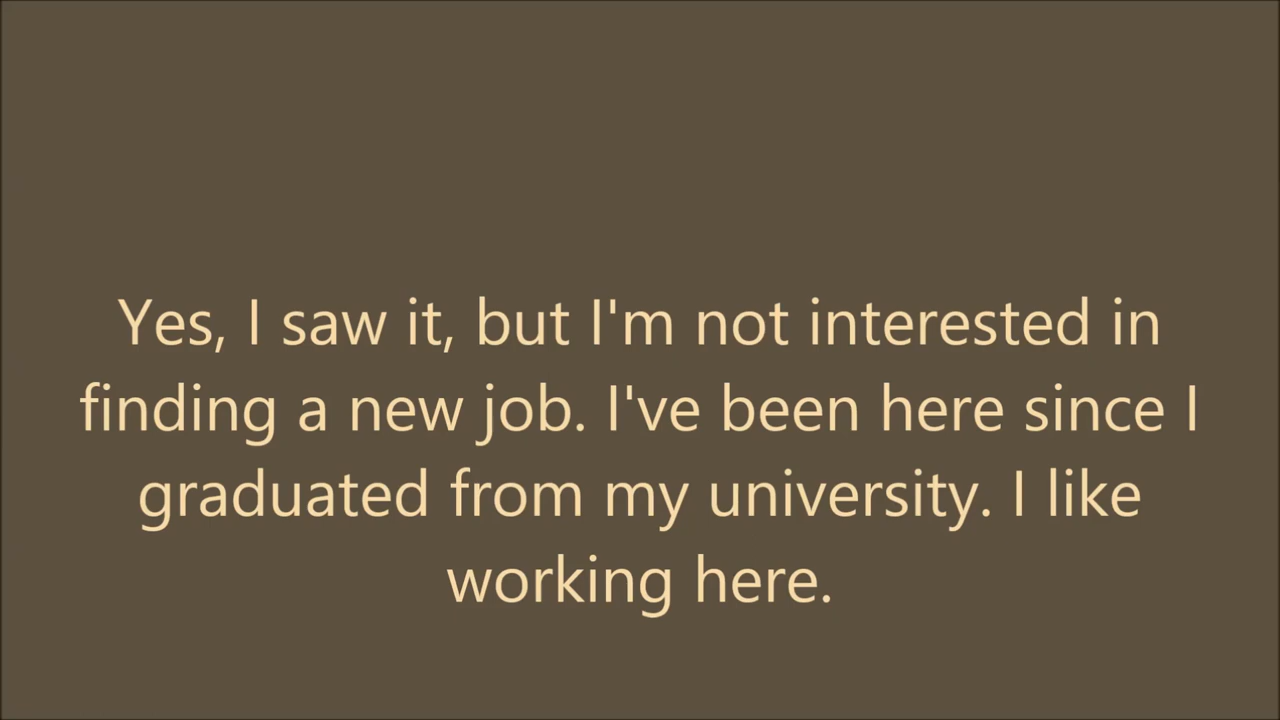 Yes, I saw it, but I'm not interested in
finding a new job. I've been here since I
graduated from my university. I like
working here.